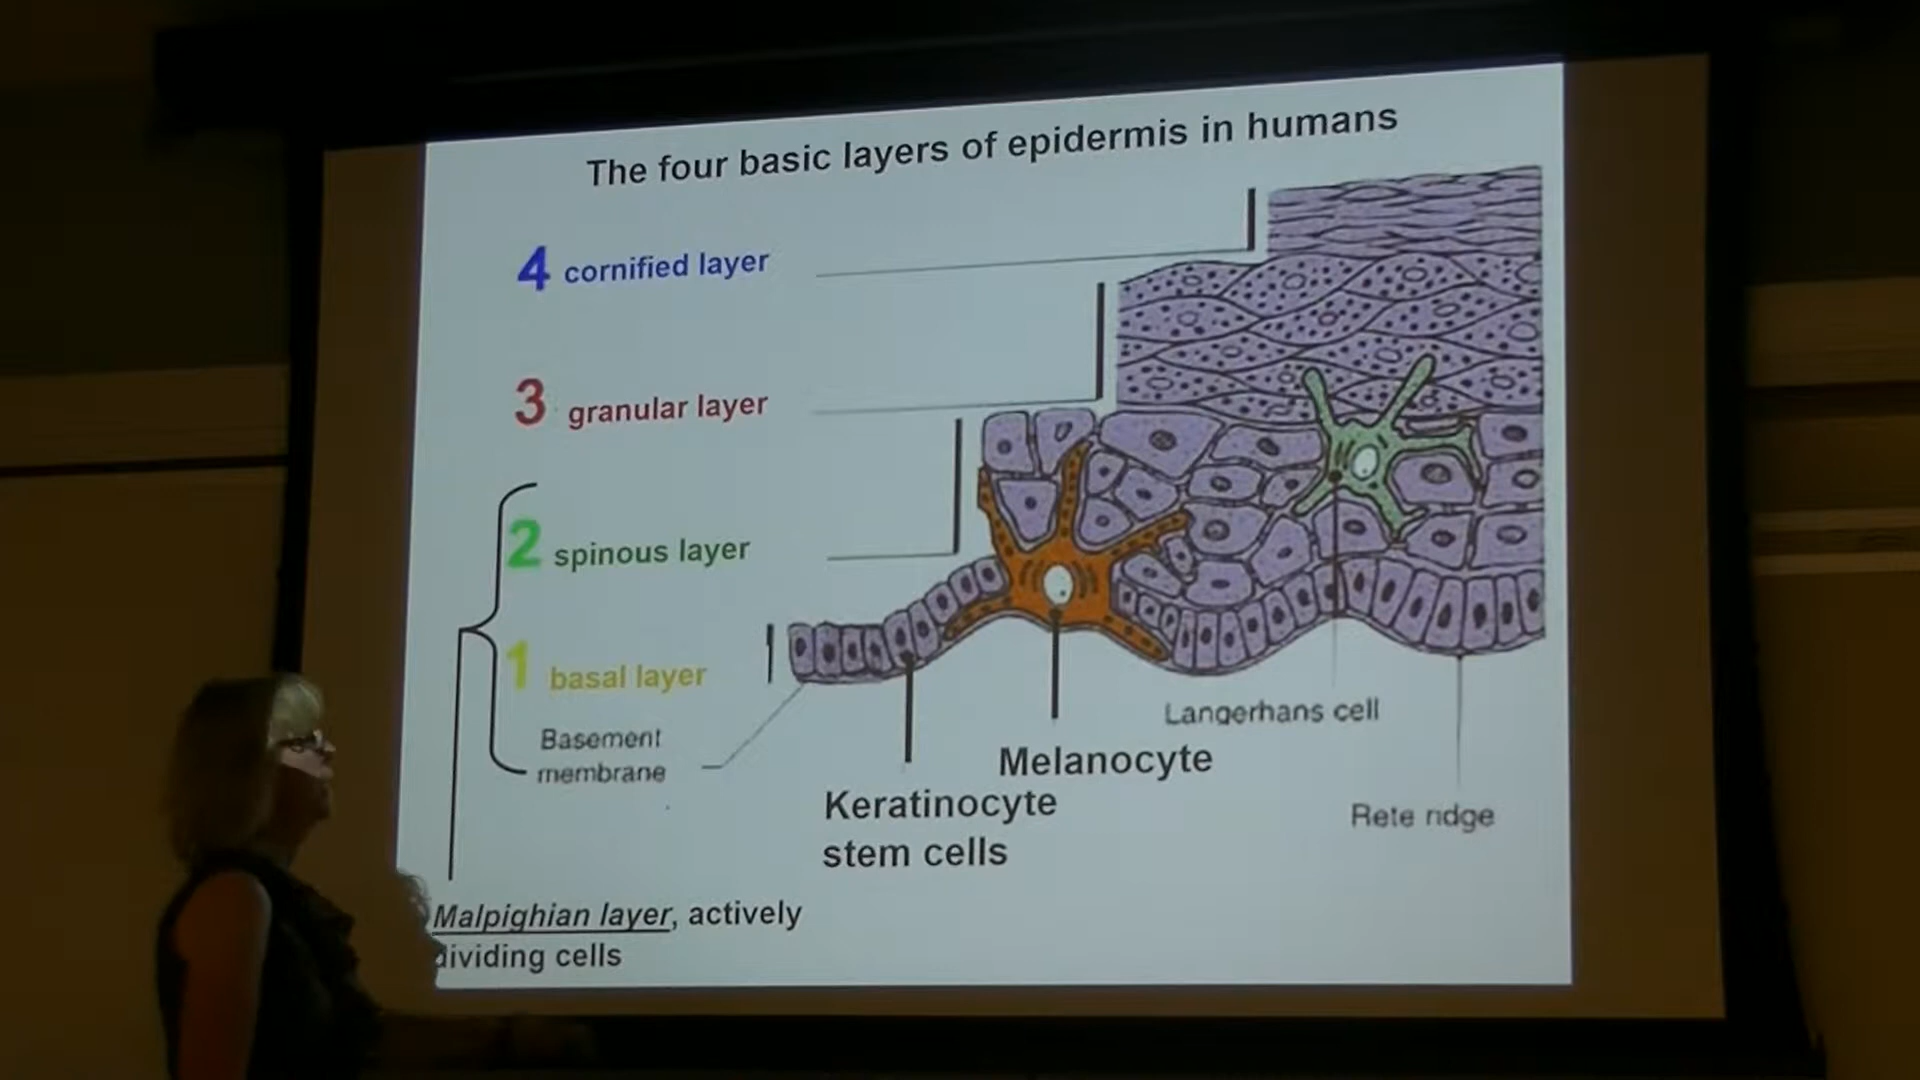 The four basic layers of epidermis in humans
4 cornified layer
3 granular layer
2 spinous layer
1 basal layer
Basement
membrane
Langerhans cell
Melanocyte
Keratinocyte
stem cells
Rete ridge
Malpighian layer, actively
dividing cells